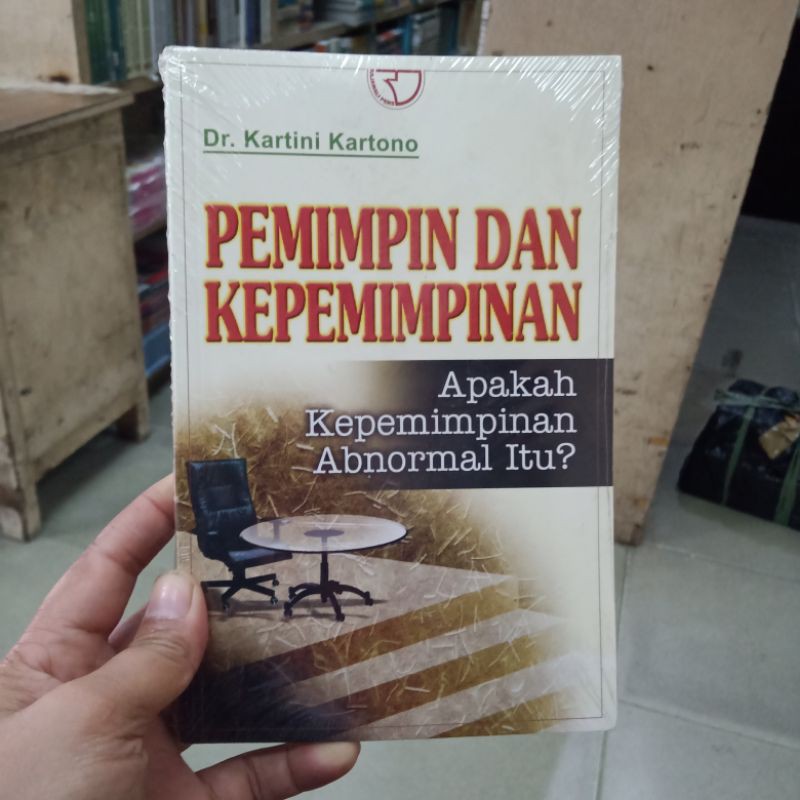 Dr. Kartini Kartono
PEMIMPIN DAN
KEPEMIMPINAN
Apakah
Kepemimpinan
Abnormal Itu?